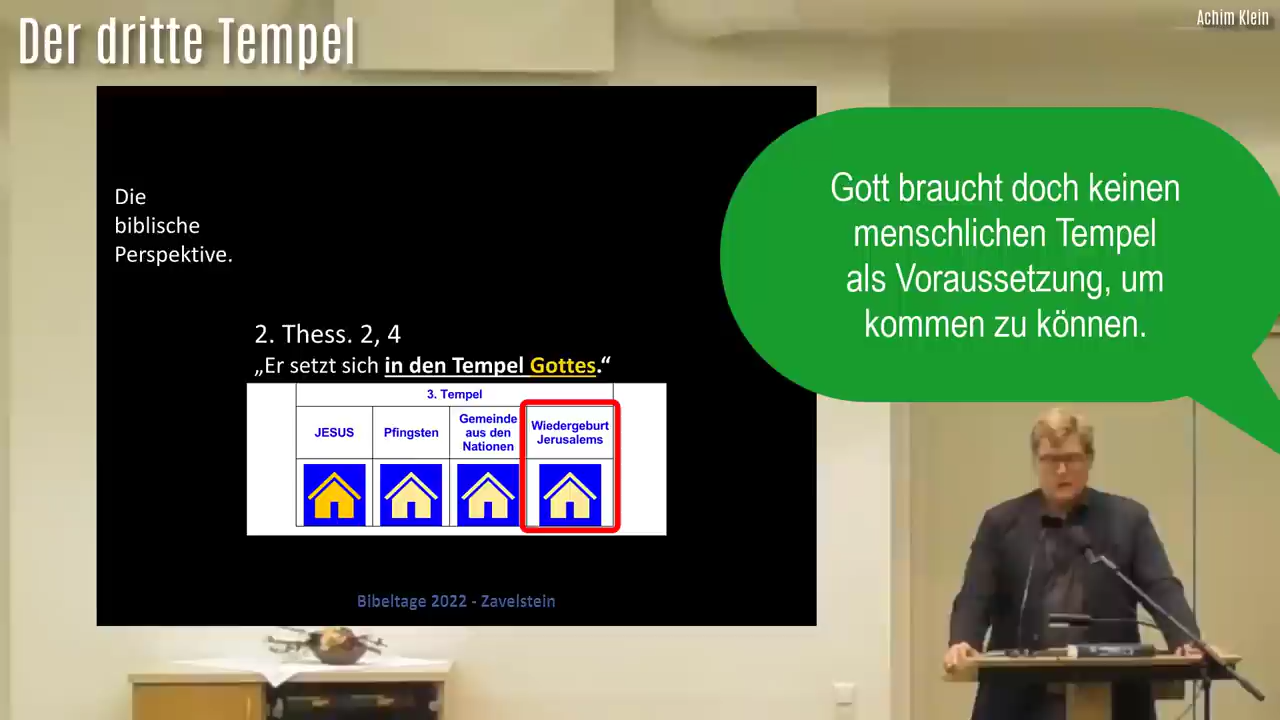 Der dritte Tempel
Achim Klein
Die
biblische
Perspektive.
2. Thess. 2, 4
„Er setzt sich in den Tempel Gottes.“
3. Tempel
JESUS
Pfingsten
Gemeinde
aus den
Nationen
Wiedergeburt
Jerusalems
Bibeltage 2022 - Zavelstein
Gott braucht doch keinen
menschlichen Tempel
als Voraussetzung, um
kommen zu können.